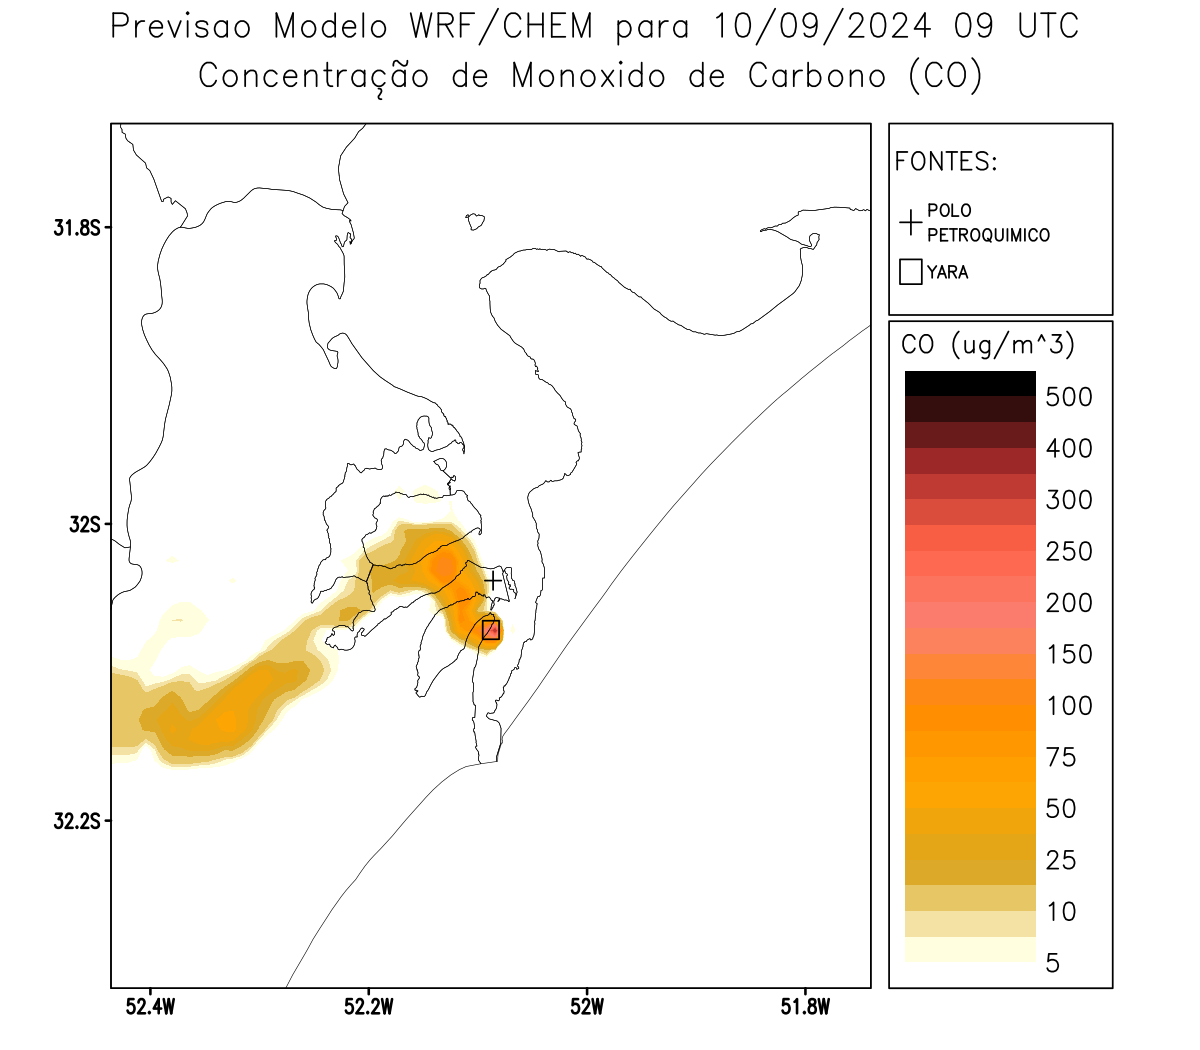 Previsao Modelo WRF/CHEM para 10/09/2024 09 UTC
Concentração de Monoxido de Carbono (CO)
FONTES:
POLO
PETROQUIMICO
YARA
CO (ug/m^3)
500
400
300
250
200
150
100
75
50
25
10
5
31.8S
32S
32.2S
52.4W
52.2W
52W
51.8W